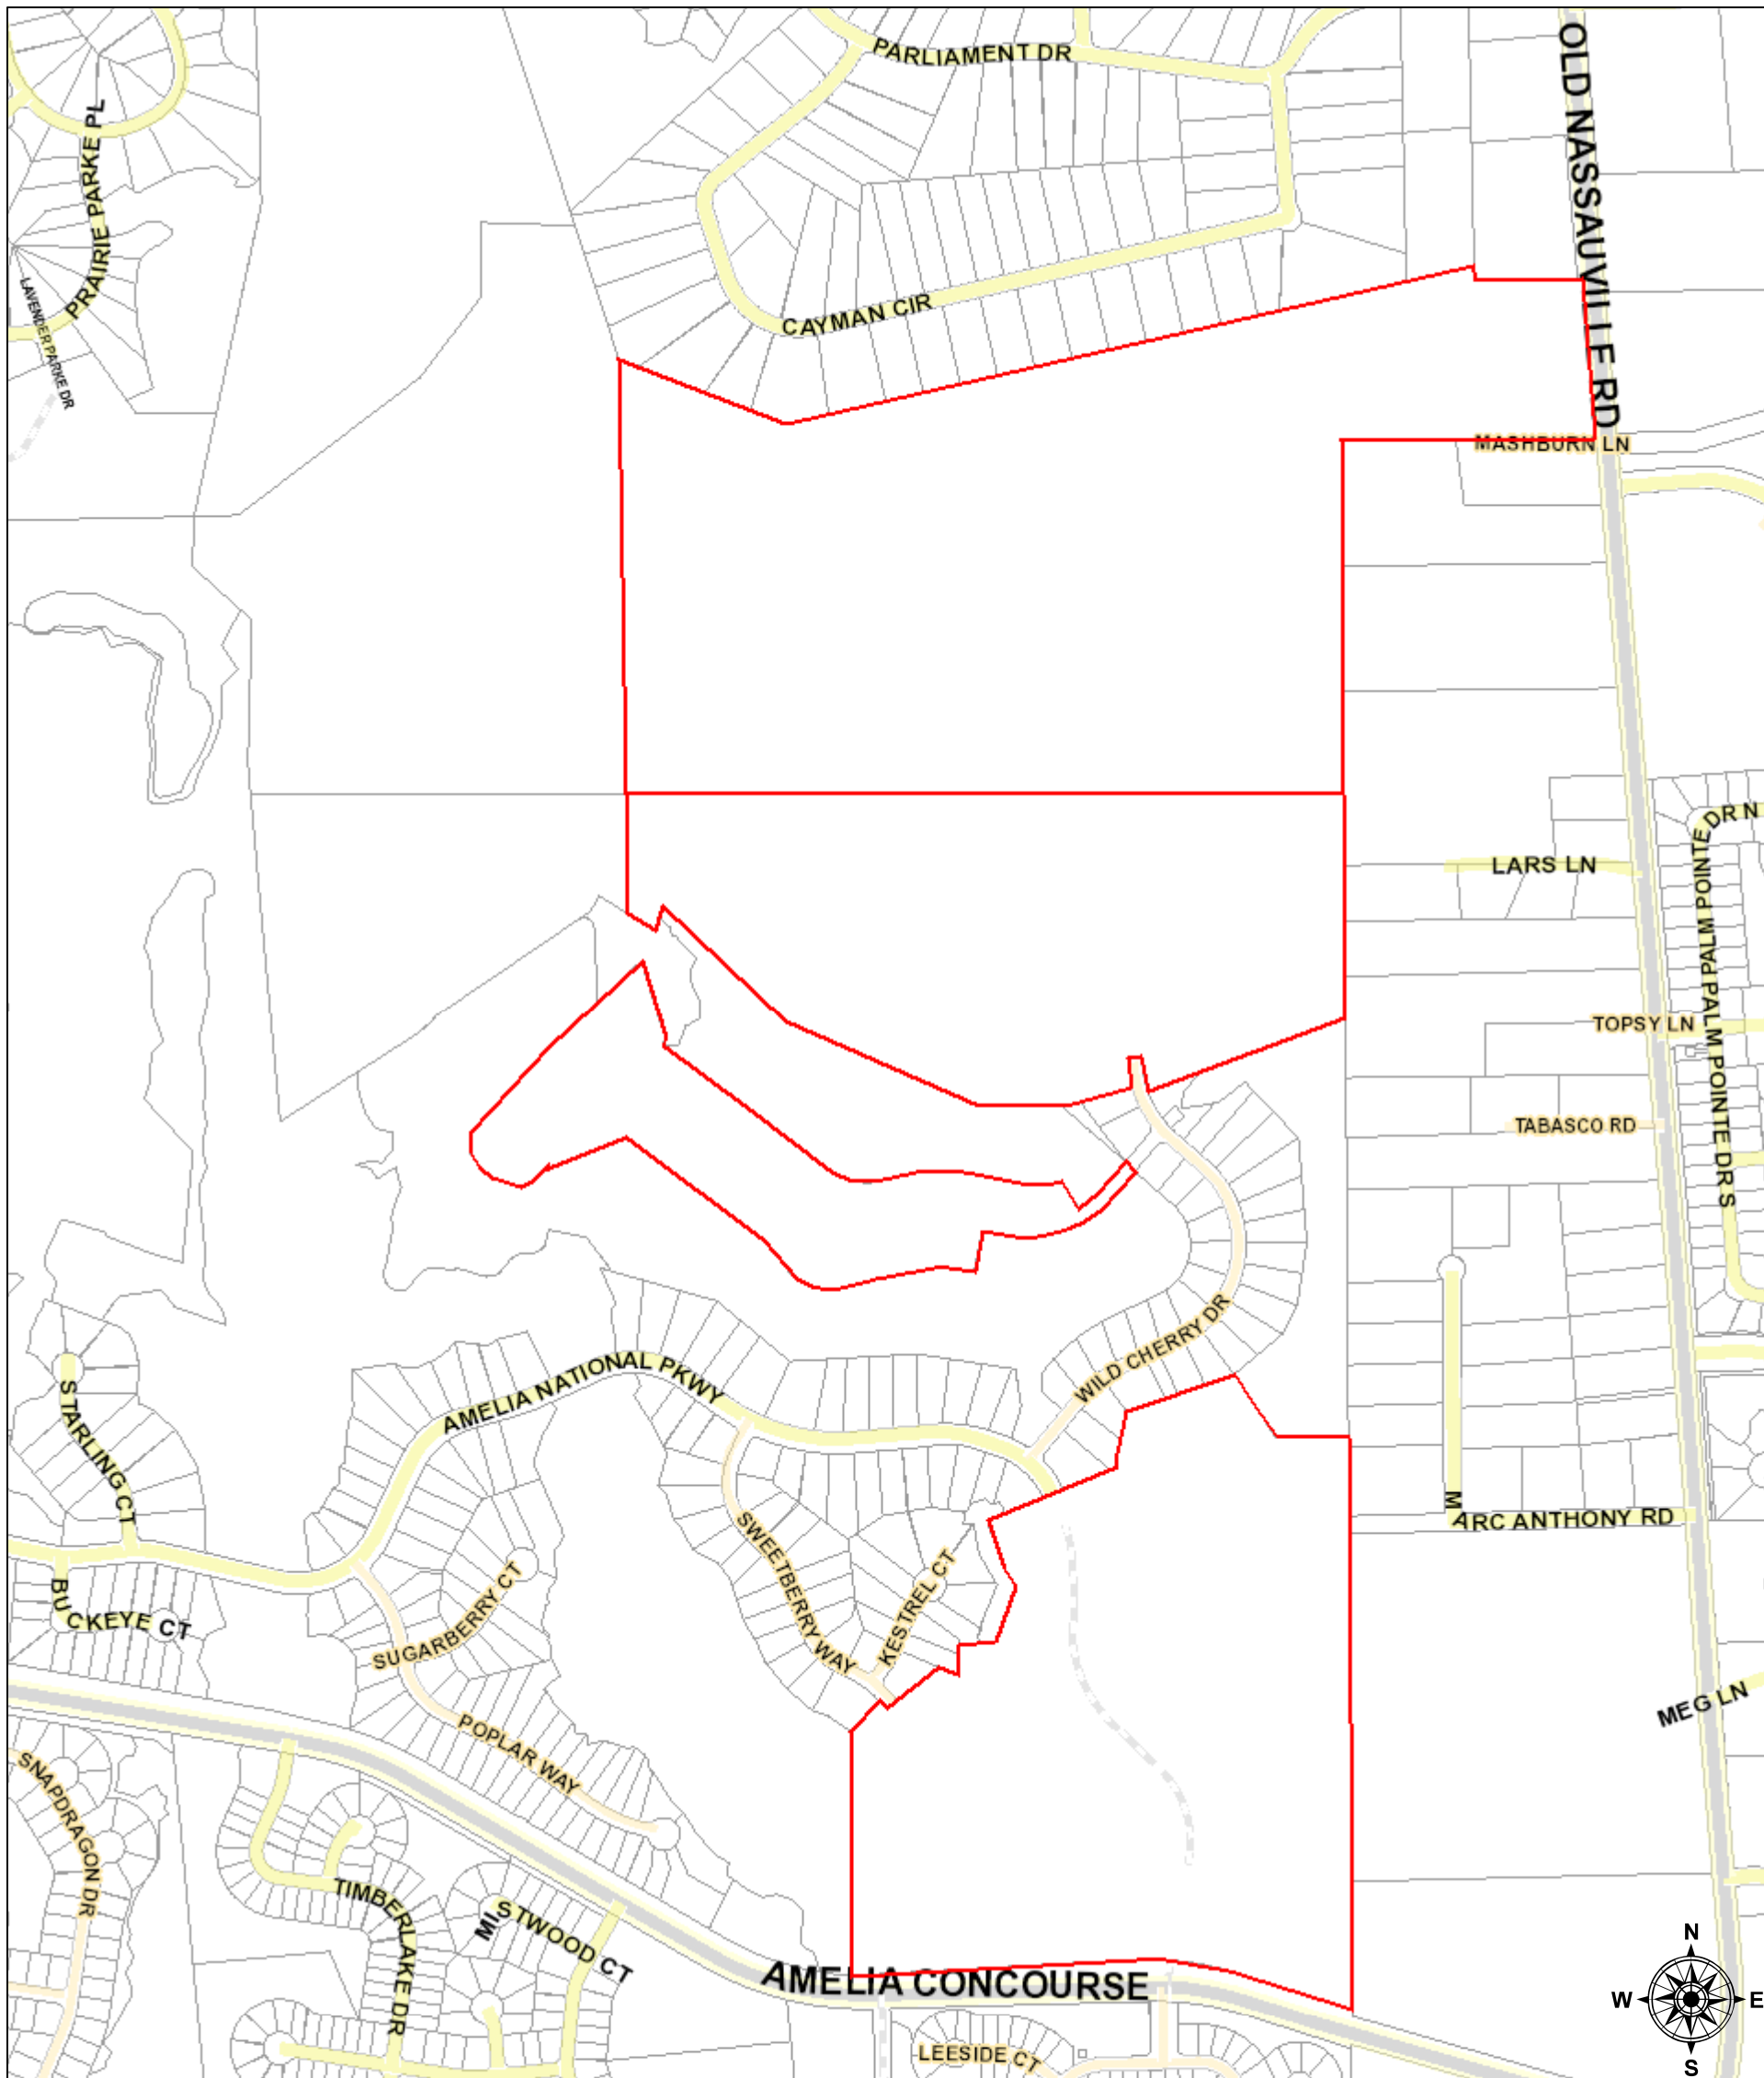 PARLIAMENT DR
OLD NASSAUVILLE RD
PRAIRIE PARKE PL
LAVENDER PARKE DR
CAYMAN CIR
MASHBURN LN
DR N
PALM POINTE
LARS LN
TOPSY LN
PALM POINTE DR S
TABASCO RD
WILD CHERRY DR
AMELIA NATIONAL PKWY
STARLING CT
MARC ANTHONY RD
SWEETBERRY WAY
KESTREL CT
SUGARBERRY CT
BUCKEYE CT
MEG LN
POPLAR WAY
SNAPDRAGON DR
TIMBERLAKE DR
MISTWOOD CT
AMELIA CONCOURSE
LEESIDE CT
N
W
E
S